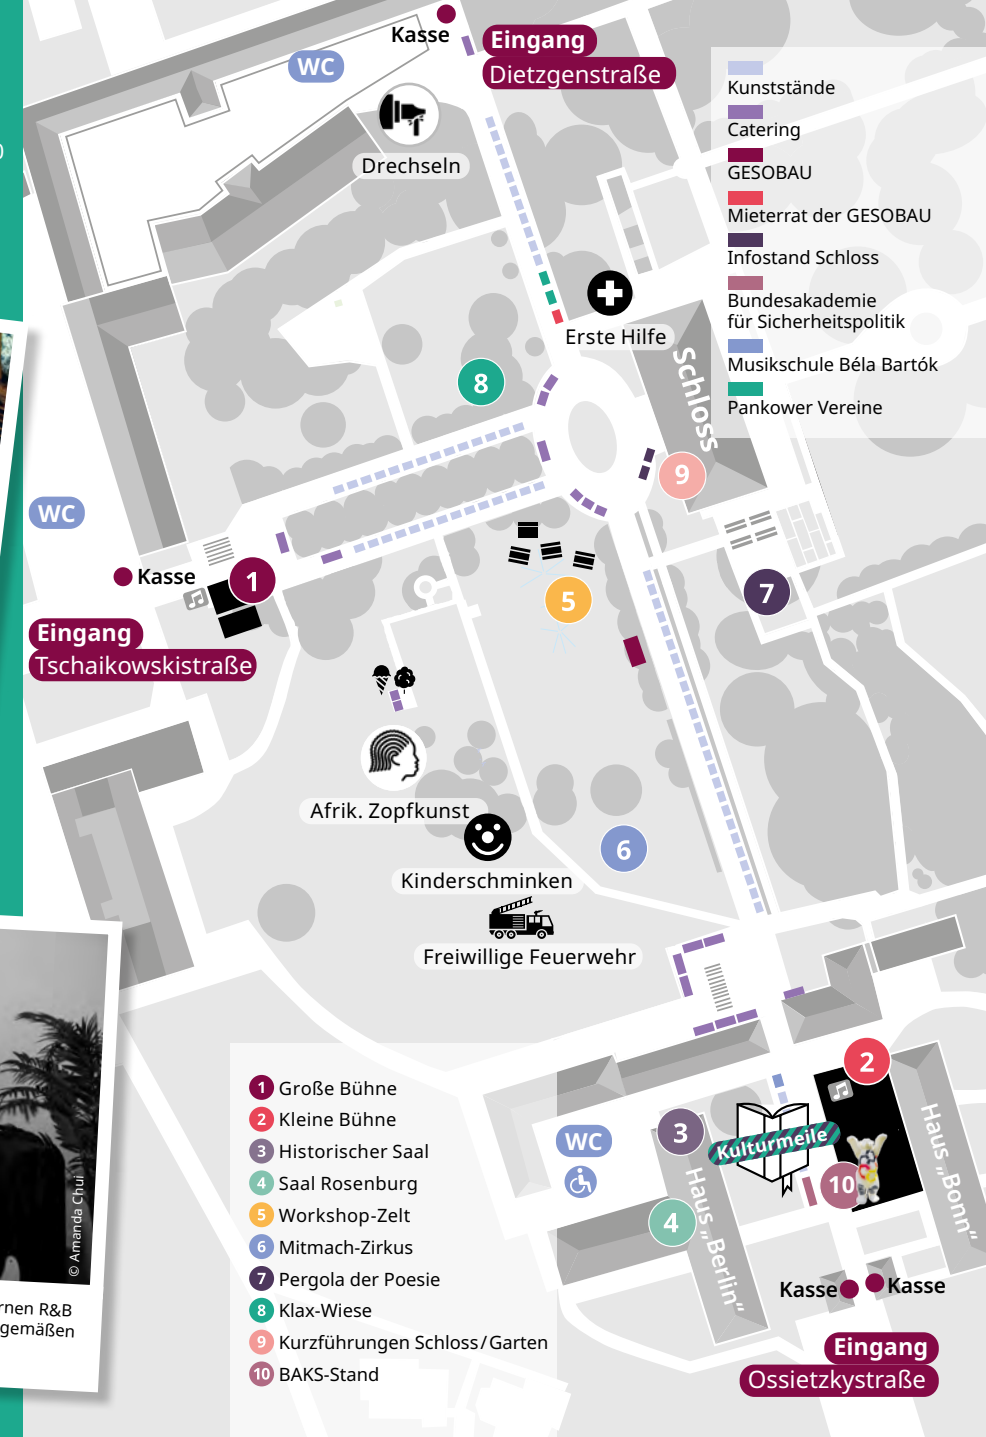 Kasse
Eingang
Dietzgenstraße
WC
Drechseln
Kunststände
Catering
GESOBAU
Mieterrat der GESOBAU
Infostand Schloss
Bundesakademie
für Sicherheitspolitik
Musikschule Béla Bartók
Pankower Vereine
0
Erste Hilfe
Schloss
8
9
WC
Kasse
1
5
7
Eingang
Tschaikowskistraße
Afrik. Zopfkunst
6
Kinderschminken
Freiwillige Feuerwehr
1 Große Bühne
2 Kleine Bühne
3 Historischer Saal
4 Saal Rosenburg
5 Workshop-Zelt
6 Mitmach-Zirkus
7 Pergola der Poesie
8 Klax-Wiese
9 Kurzführungen Schloss/Garten
10 BAKS-Stand
2
WC
3
Kulturmeile
10
4
Haus „Berlin“
Haus „Bonn“
Kasse
Kasse
Eingang
Ossietzkystraße
© Amanda Chui
rnen R&B
gemäßen